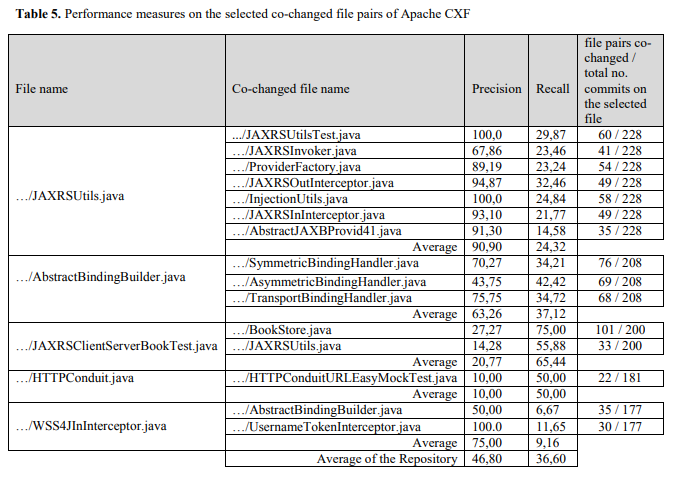 Table 5. Performance measures on the selected co-changed file pairs of Apache CXF
File name Co-changed file name Precision Recall file pairs co-
changed /
total no.
commits on
the selected
file
…/JAXRSUtils.java
.../JAXRSUtilsTest.java 100,0 29,87 60 / 228
…/JAXRSInvoker.java 67,86 23,46 41 / 228
…/ProviderFactory.java 89,19 23,24 54 / 228
…/JAXRSOutInterceptor.java 94,87 32,46 49 / 228
…/InjectionUtils.java 100,0 24,84 58 / 228
…/JAXRSInInterceptor.java 93,10 21,77 49 / 228
…/AbstractJAXBProvid41.java 91,30 14,58 35 / 228
Average 90,90 24,32
…/AbstractBindingBuilder.java
…/SymmetricBindingHandler.java 70,27 34,21 76 / 208
…/AsymmetricBindingHandler.java 43,75 42,42 69 / 208
…/TransportBindingHandler.java 75,75 34,72 68 / 208
Average 63,26 37,12
…/JAXRSClientServerBookTest.java
…/BookStore.java 27,27 75,00 101 / 200
…/JAXRSUtils.java 14,28 55,88 33 / 200
Average 20,77 65,44
…/HTTPConduit.java …/HTTPConduitURLEasyMockTest.java 10,00 50,00 22 / 181
Average 10,00 50,00
…/WSS4JInInterceptor.java
…/AbstractBindingBuilder.java 50,00 6,67 35 / 177
…/UsernameTokenInterceptor.java 100.0 11,65 30 / 177
Average 75,00 9,16
Average of the Repository 46,80 36,60